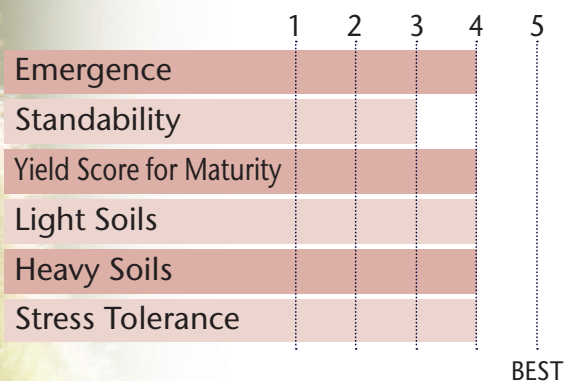 1 2 3 4 5
Emergence
Standability
Yield Score for Maturity
Light Soils
Heavy Soils
Stress Tolerance
BEST